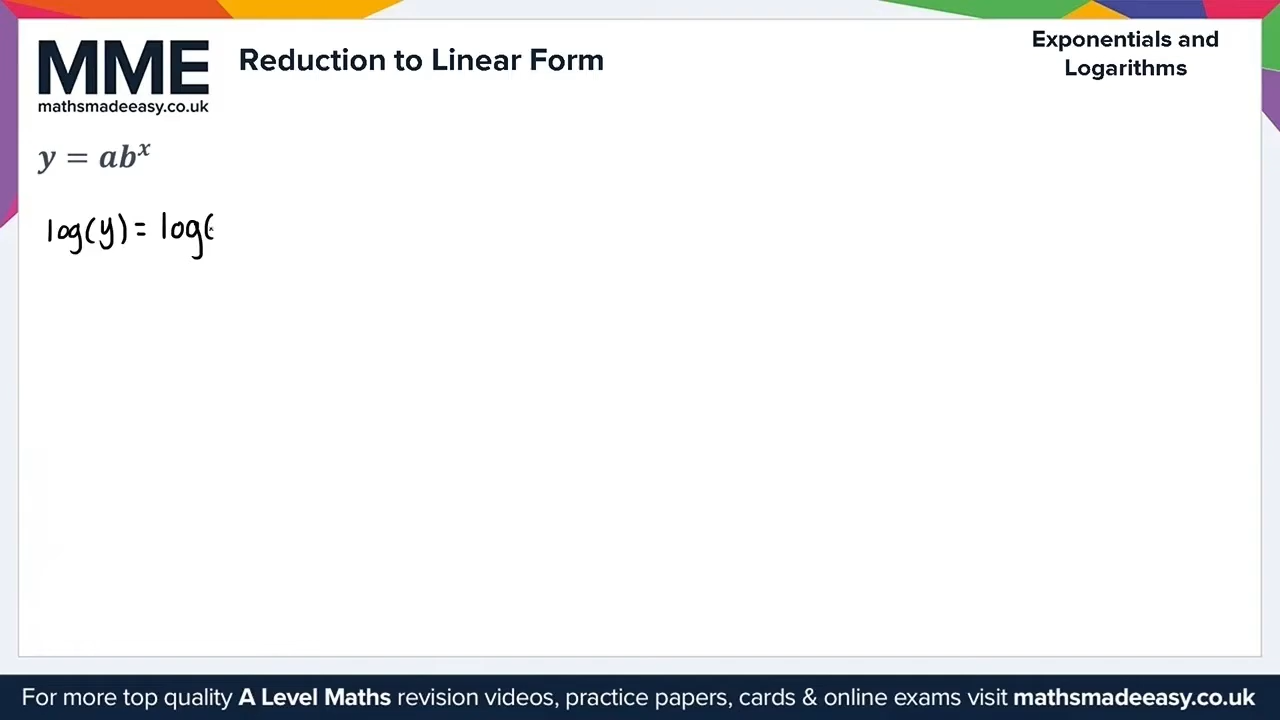 MME
mathsmadeeasy.co.uk
Reduction to Linear Form
Exponentials and
Logarithms
y = abˣ
log(y) = log(
For more top quality A Level Maths revision videos, practice papers, cards & online exams visit mathsmadeeasy.co.uk